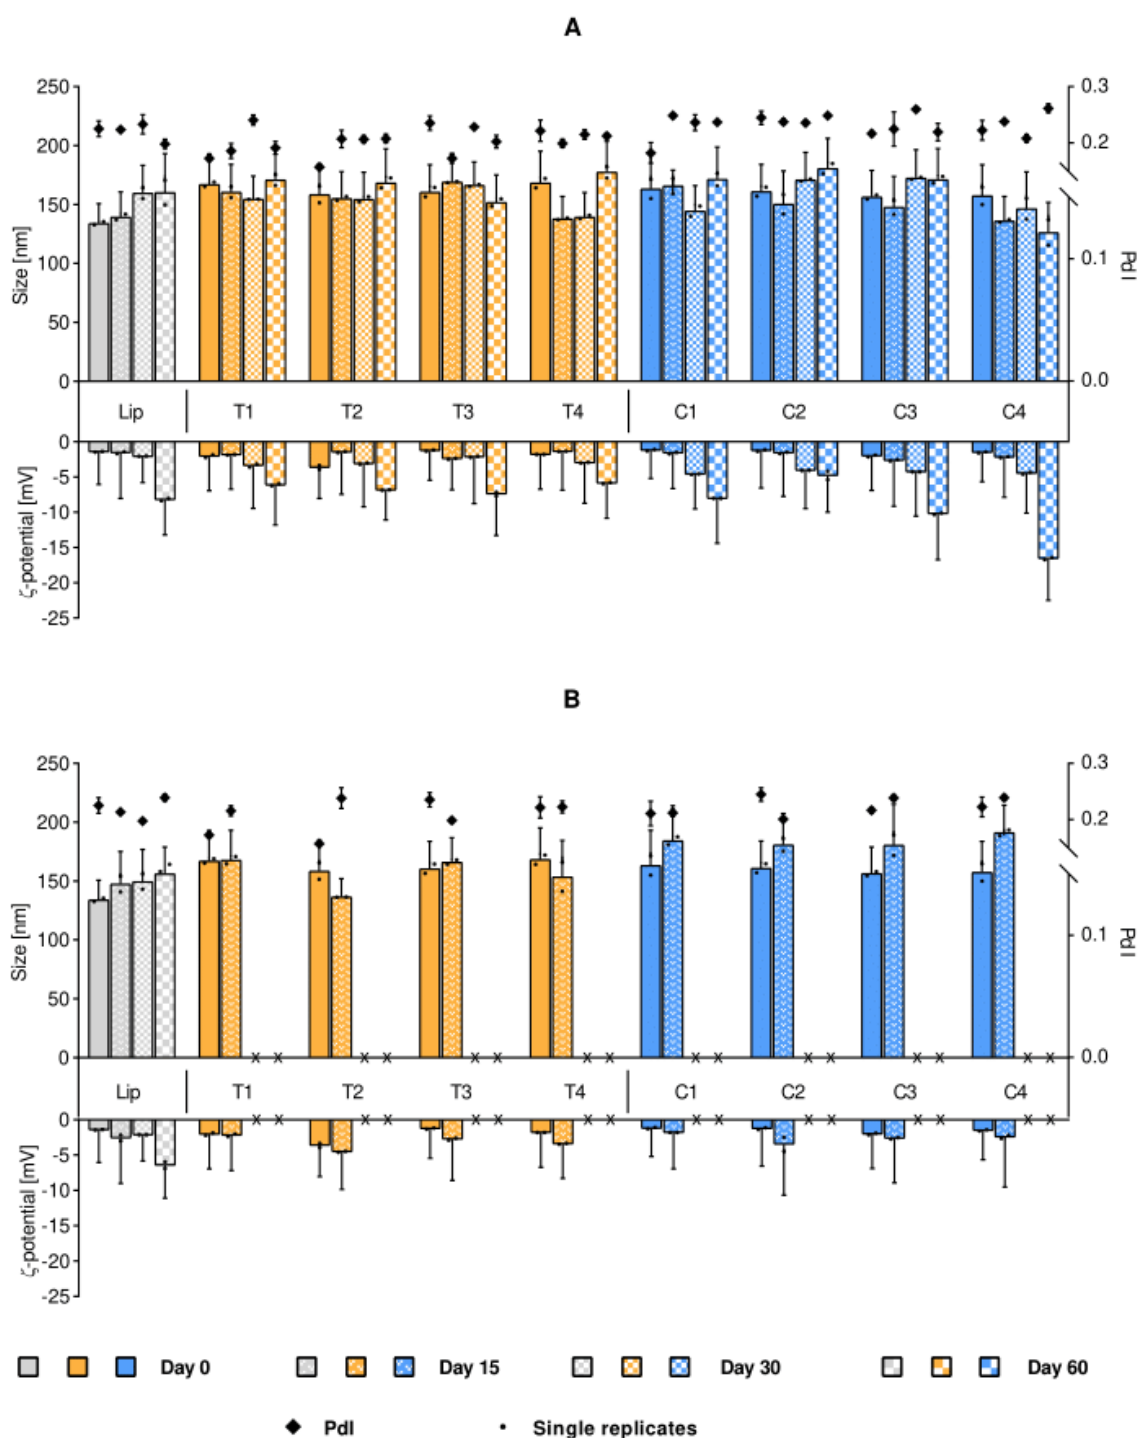 A
250
200
150
100
50
0
Size [nm]
0.3
0.2
0.1
0.0
PdI
Lip T1 T2 T3 T4 C1 C2 C3 C4
0
-5
-10
-15
-20
-25
ζ-potential [mV]
B
250
200
150
100
50
0
Size [nm]
0.3
0.2
0.1
0.0
PdI
x x x x x x x x x x x x x x x x
Lip T1 T2 T3 T4 C1 C2 C3 C4
x x x x x x x x x x x x x x x x
0
-5
-10
-15
-20
-25
ζ-potential [mV]
Day 0 Day 15 Day 30 Day 60
PdI Single replicates